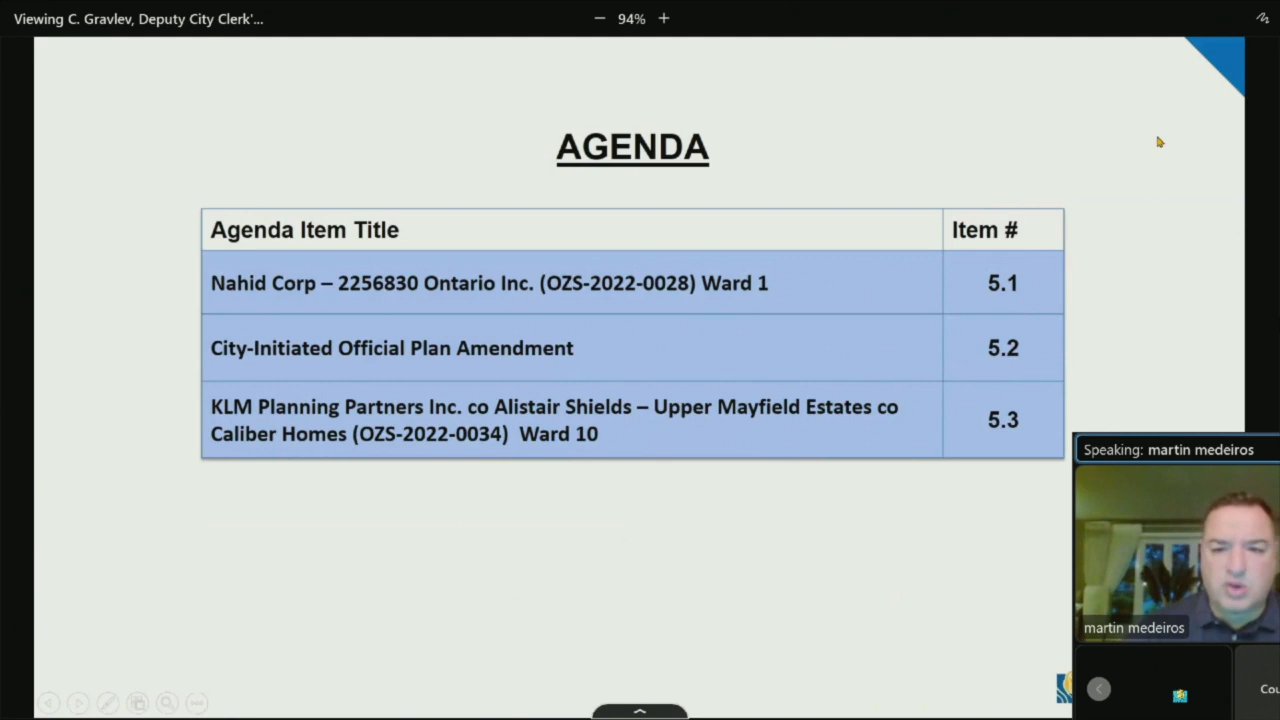 Viewing C. Gravlev, Deputy City Clerk'...
94%
AGENDA
Agenda Item Title Item #
Nahid Corp – 2256830 Ontario Inc. (OZS-2022-0028) Ward 1 5.1
City-Initiated Official Plan Amendment 5.2
KLM Planning Partners Inc. co Alistair Shields – Upper Mayfield Estates co
Caliber Homes (OZS-2022-0034) Ward 10 5.3
Speaking: martin medeiros
martin medeiros
Cou